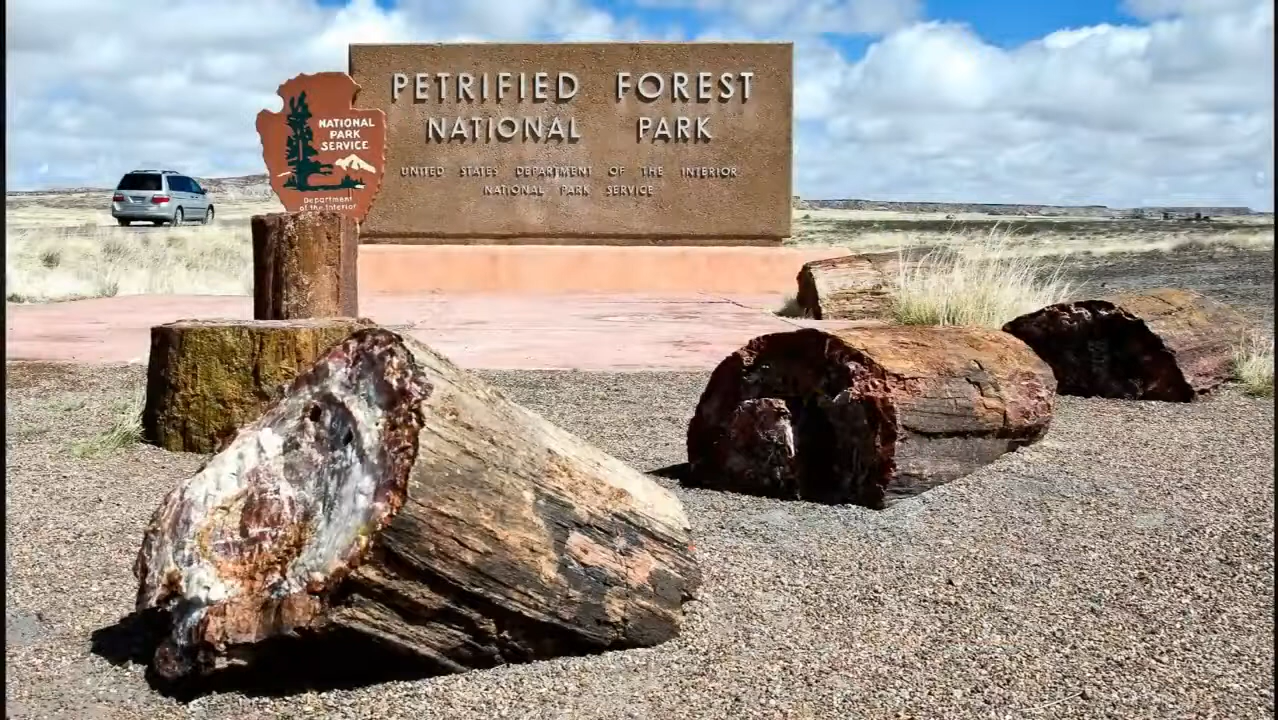 PETRIFIED FOREST
NATIONAL PARK
UNITED STATES DEPARTMENT OF THE INTERIOR
NATIONAL PARK SERVICE
NATIONAL
PARK
SERVICE
Department
of the Interior